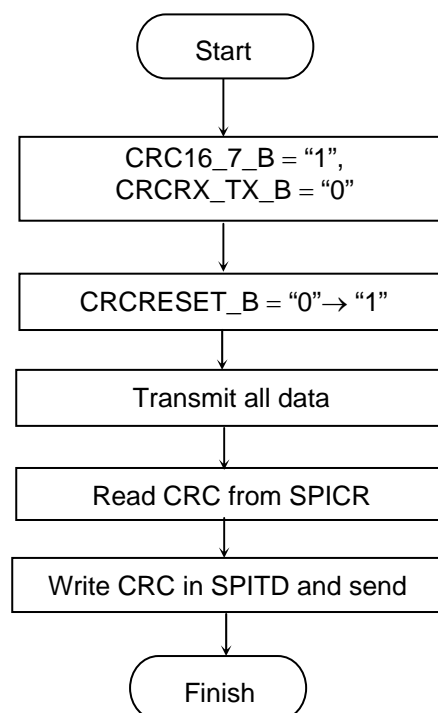 Start
CRC16_7_B = “1”,
CRCRX_TX_B = “0”
CRCRESET_B = “0”→ “1”
Transmit all data
Read CRC from SPICR
Write CRC in SPITD and send
Finish